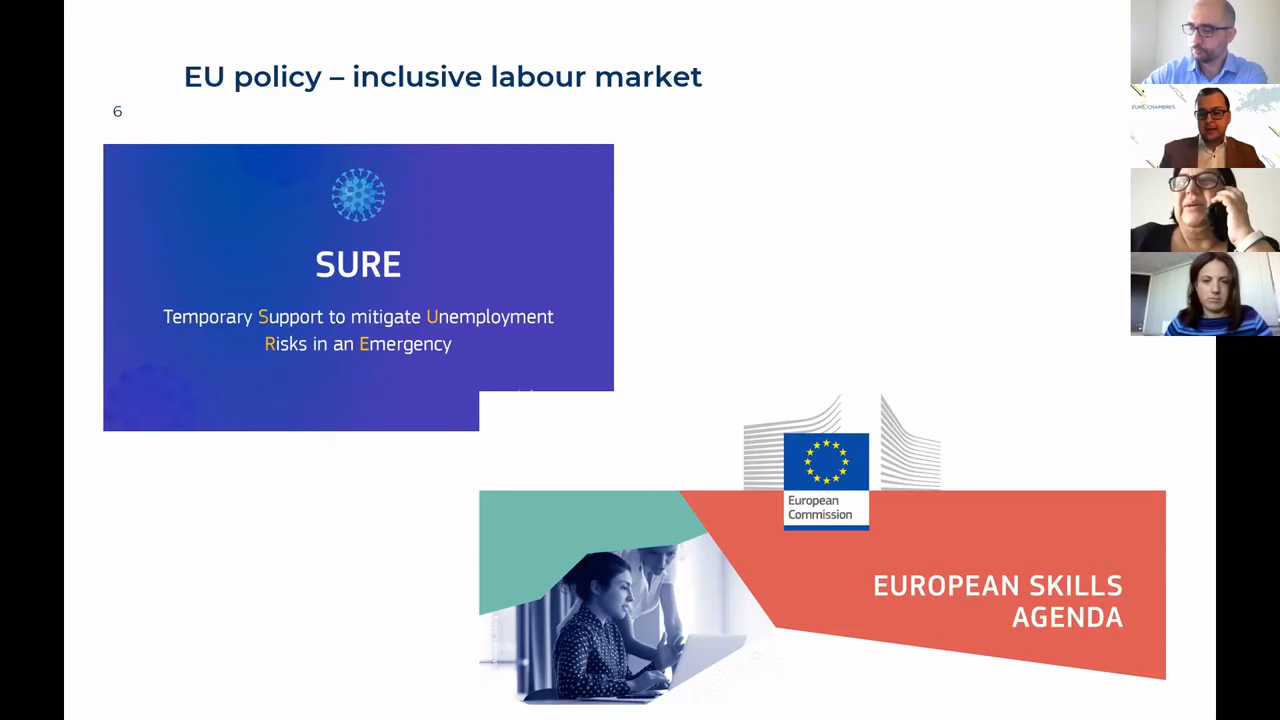 EU policy – inclusive labour market
6
SURE
Temporary Support to mitigate Unemployment
Risks in an Emergency
European
Commission
EUROPEAN SKILLS
AGENDA
EUROCHAMBRES